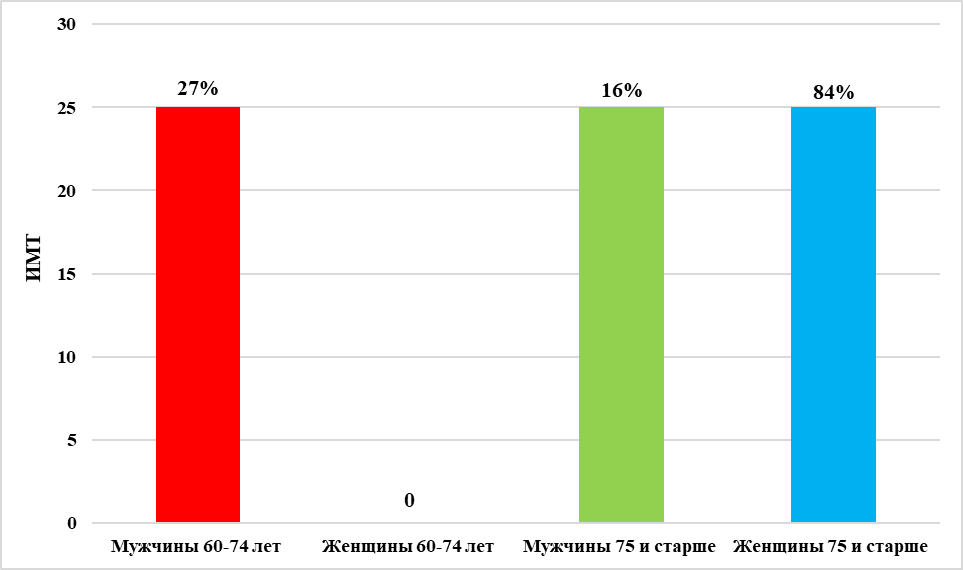 30
25
20
15
10
5
0
ИМТ
27%
0
16%
84%
Мужчины 60-74 лет
Женщины 60-74 лет
Мужчины 75 и старше
Женщины 75 и старше